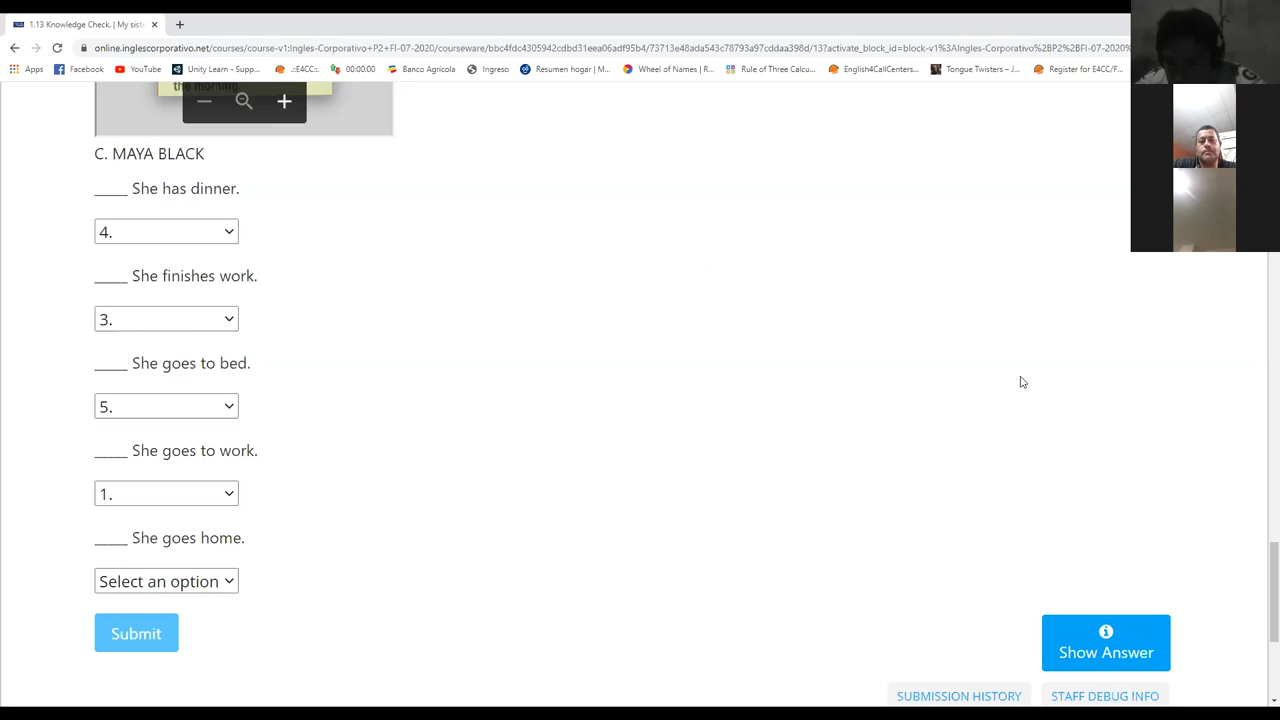 1.13 Knowledge Check. | My sist
online.inglescorporativo.net/courses/course-v1:Ingles-Corporativo+P2+FI-07-2020/courseware/bbc4fdc4305942cdbd31eea06adf95b4/73713e48ada543c78793a97cddaa398d/13?activate_block_id=block-v1%3AIngles-Corporativo%2BP2%2BFI-07-2020%
Apps Facebook YouTube Unity Learn - Supp... .::E4CC:. 00:00:00 Banco Agrícola Ingreso Resumen hogar | M... Wheel of Names | R... Rule of Three Calcu... English4CallCenters... Tongue Twisters – J... Register for E4CC/F...
the morning
C. MAYA BLACK
_____ She has dinner.
4.
_____ She finishes work.
3.
_____ She goes to bed.
5.
_____ She goes to work.
1.
_____ She goes home.
Select an option
Submit
Show Answer
SUBMISSION HISTORY STAFF DEBUG INFO